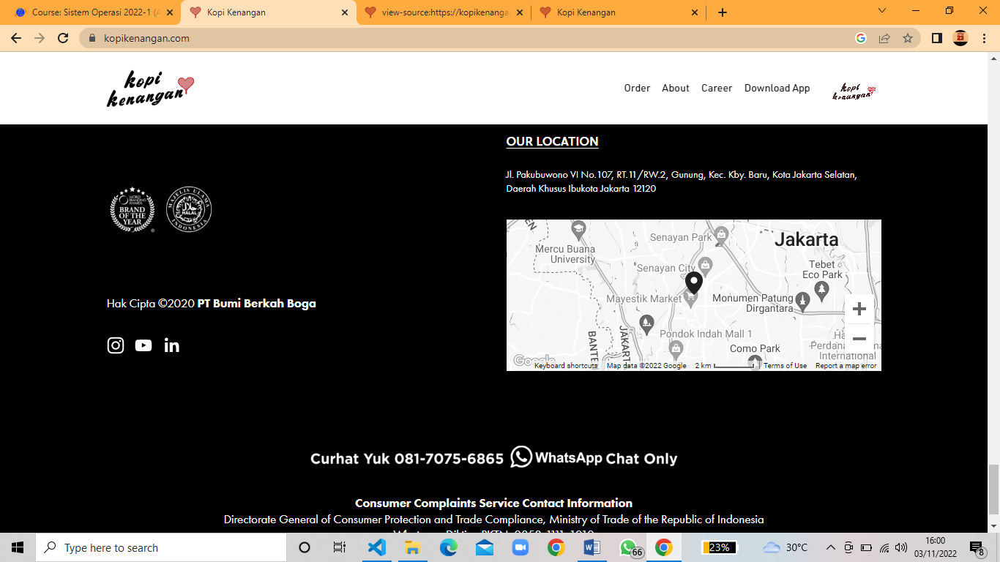 Course: Sistem Operasi 2022-1 (A
Kopi Kenangan
view-source:https://kopikenangan
Kopi Kenangan
kopikenangan.com
kopi
kenangan
Order
About
Career
Download App
kopi
kenangan
OUR LOCATION
Jl. Pakubuwono VI No.107, RT.11/RW.2, Gunung, Kec. Kby. Baru, Kota Jakarta Selatan,
Daerah Khusus Ibukota Jakarta 12120
WORLD
BRANDING
AWARDS
BRAND
OF THE
YEAR
MAJELIS ULAMA
HALAL
INDONESIA
Hak Cipta ©2020 PT Bumi Berkah Boga
EN
Mercu Buana
University
Senayan Park
Jakarta
Senayan City
Tebet
Eco Park
Mayestik Market
Monumen Patung
Dirgantara
BANTE
JAKART
Pondok Indah Mall 1
Como Park
Ha
Perdana
na
International
Google
Keyboard shortcuts
Map data ©2022 Google
2 km
Terms of Use
Report a map error
Curhat Yuk 081-7075-6865 WhatsApp Chat Only
Consumer Complaints Service Contact Information
Directorate General of Consumer Protection and Trade Compliance, Ministry of Trade of the Republic of Indonesia
Type here to search
66
23%
30°C
16:00
03/11/2022
8